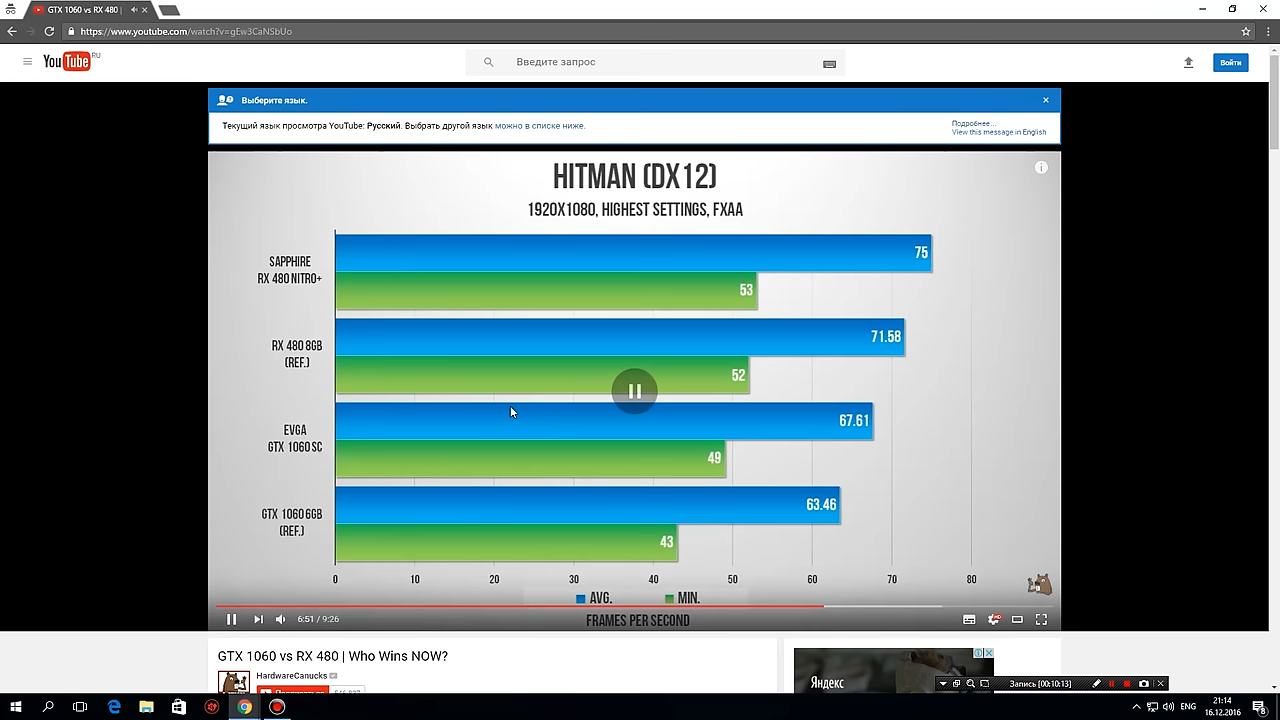 GTX 1060 vs RX 480 |
https://www.youtube.com/watch?v=gEw3CaNSbUo
YouTube RU
Введите запрос
Войти
Выберите язык.
Текущий язык просмотра YouTube: Русский. Выбрать другой язык можно в списке ниже.
Подробнее...
View this message in English
HITMAN (DX12)
1920X1080, HIGHEST SETTINGS, FXAA
SAPPHIRE
RX 480 NITRO+
75
53
RX 480 8GB
(REF.)
71.58
52
EVGA
GTX 1060 SC
67.61
49
GTX 1060 6GB
(REF.)
63.46
43
0 10 20 30 40 50 60 70 80
AVG. MIN.
FRAMES PER SECOND
6:51 / 9:26
HD
GTX 1060 vs RX 480 | Who Wins NOW?
HardwareCanucks
Яндекс
Запись [00:10:13]
ENG
21:14
16.12.2016
8